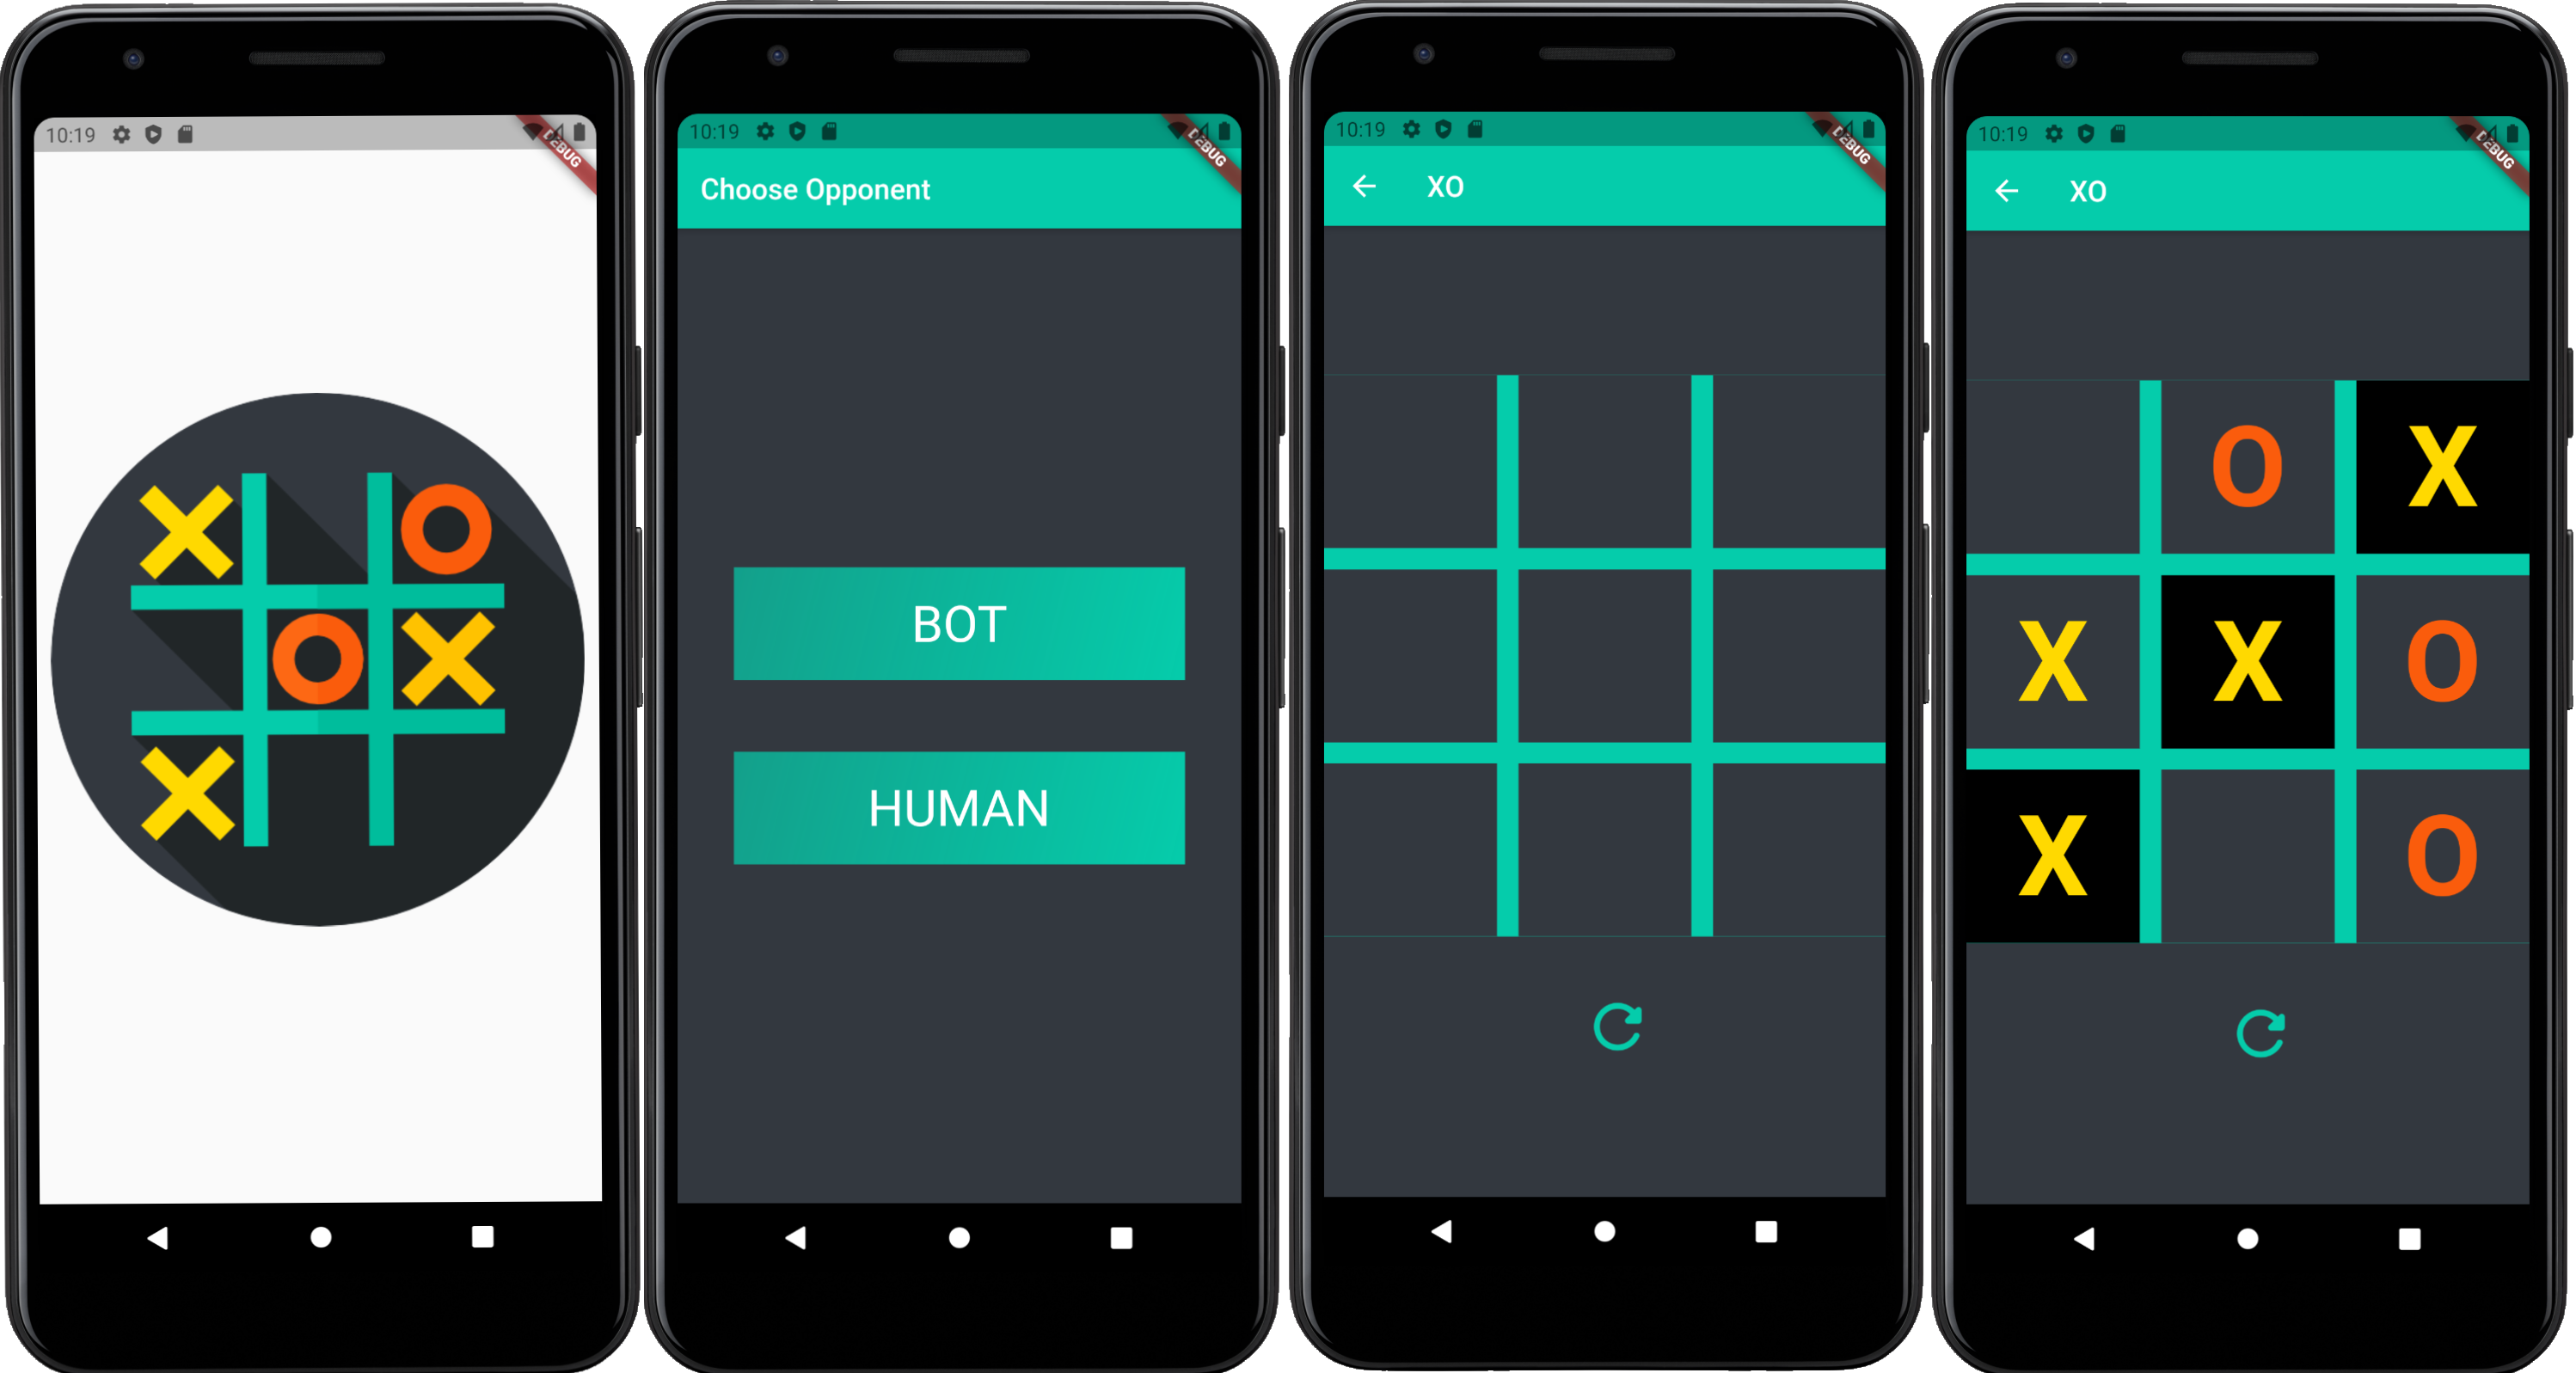 10:19
DEBUG
10:19
DEBUG
Choose Opponent
BOT
HUMAN
10:19
DEBUG
XO
10:19
DEBUG
XO
O X
X X O
X O